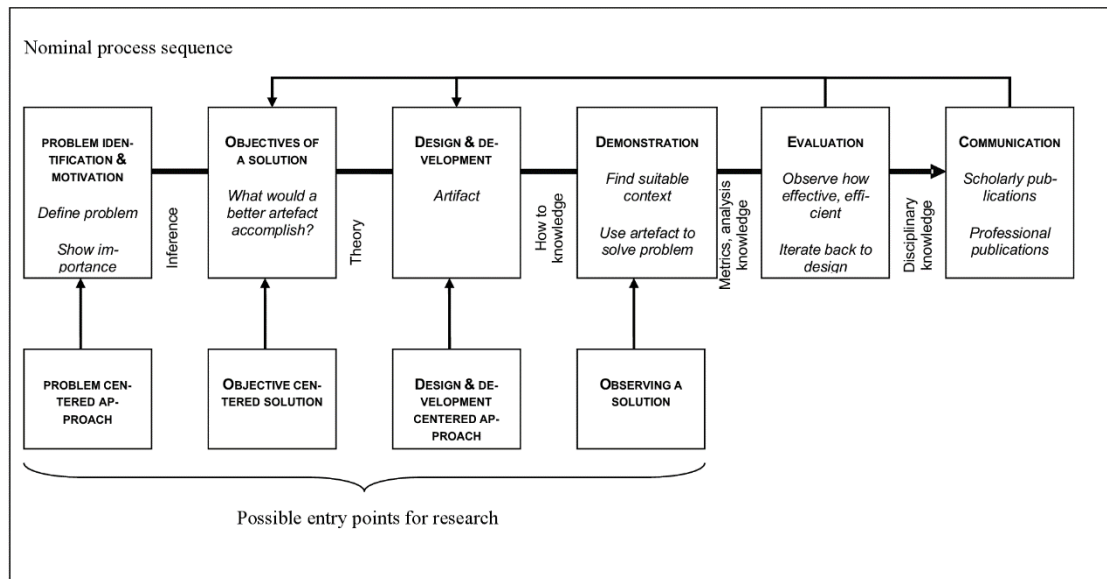 Nominal process sequence
PROBLEM IDEN-
TIFICATION &
MOTIVATION
Define problem
Show im-
portance
Inference
OBJECTIVES OF
A SOLUTION
What would a
better artefact
accomplish?
Theory
DESIGN & DE-
VELOPMENT
Artifact
How to
knowledge
DEMONSTRATION
Find suitable
context
Use artefact to
solve problem
Metrics, analysis
knowledge
EVALUATION
Observe how
effective, effi-
cient
Iterate back to
design
Disciplinary
knowledge
COMMUNICATION
Scholarly pub-
lications
Professional
publications
PROBLEM CEN-
TERED AP-
PROACH
OBJECTIVE CEN-
TERED SOLUTION
DESIGN & DE-
VELOPMENT
CENTERED AP-
PROACH
OBSERVING A
SOLUTION
Possible entry points for research